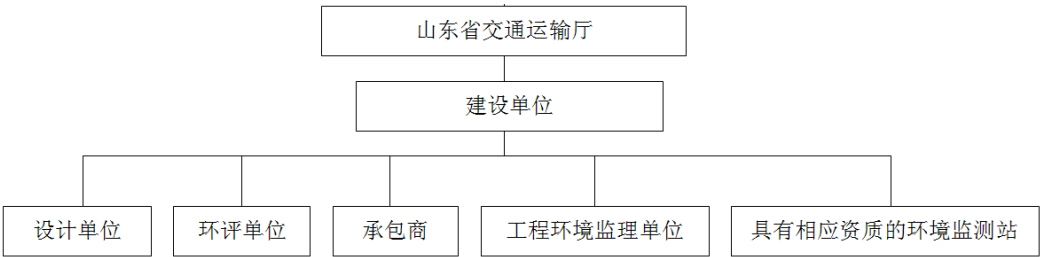 山东省交通运输厅
建设单位
设计单位
环评单位
承包商
工程环境监理单位
具有相应资质的环境监测站